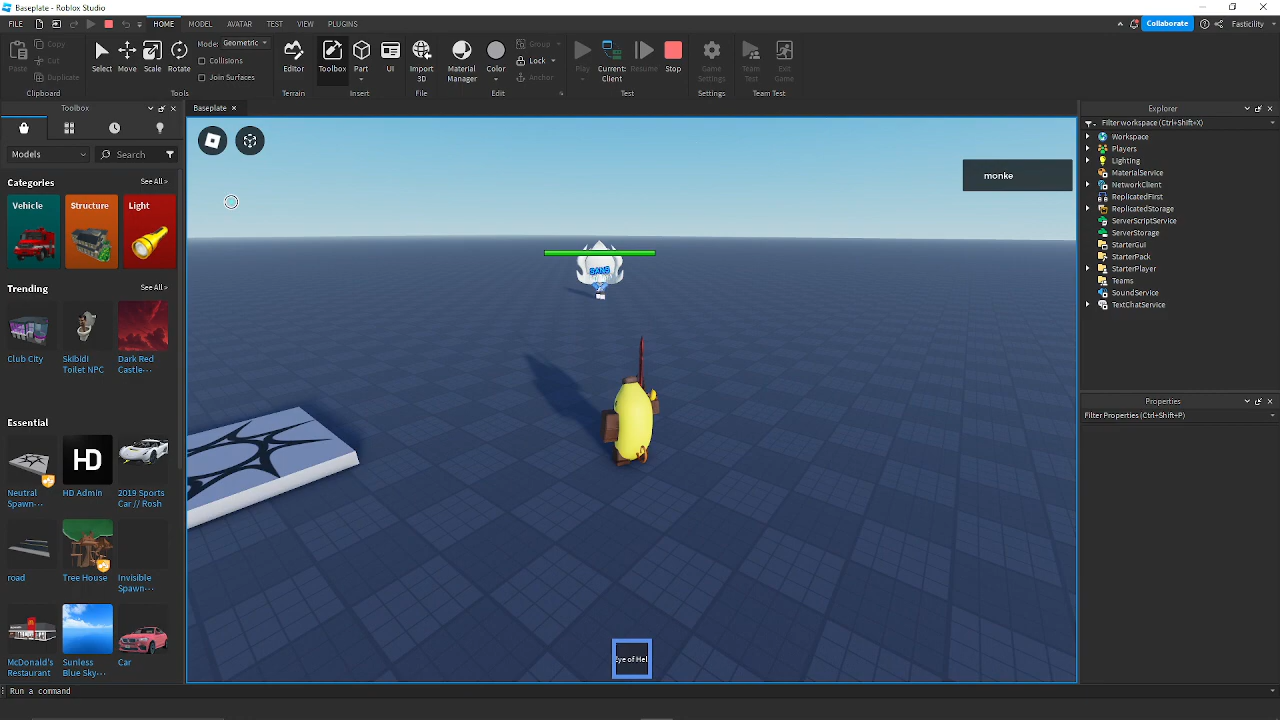 Baseplate - Roblox Studio
FILE
HOME MODEL AVATAR TEST VIEW PLUGINS
Collaborate
Fasticility
Paste
Copy
Cut
Duplicate
Clipboard
Select
Move
Scale
Rotate
Mode: Geometric
Collisions
Join Surfaces
Tools
Editor
Terrain
Toolbox
Part
UI
Insert
Import
3D
File
Material
Manager
Color
Group
Lock
Anchor
Edit
Play
Current:
Client
Resume
Stop
Test
Game
Settings
Settings
Team
Test
Exit
Game
Team Test
Toolbox
Models
Search
Categories
See All >
Vehicle
Structure
Light
Trending
See All >
Club City
Skibidi
Toilet NPC
Dark Red
Castle...
Essential
HD
Neutral
Spawn...
HD Admin
2019 Sports
Car // Rosh
road
Tree House
Invisible
Spawn...
McDonald's
Restaurant
Sunless
Blue Sky...
Car
Baseplate
monke
SANS
Eye of Hel
Explorer
Filter workspace (Ctrl+Shift+X)
Workspace
Players
Lighting
MaterialService
NetworkClient
ReplicatedFirst
ReplicatedStorage
ServerScriptService
ServerStorage
StarterGui
StarterPack
StarterPlayer
Teams
SoundService
TextChatService
Properties
Filter Properties (Ctrl+Shift+P)
Run a command